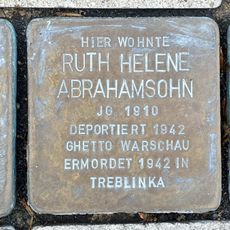 HIER WOHNTE
RUTH HELENE
ABRAHAMSOHN
JG. 1910
DEPORTIERT 1942
GHETTO WARSCHAU
ERMORDET 1942 IN
TREBLINKA